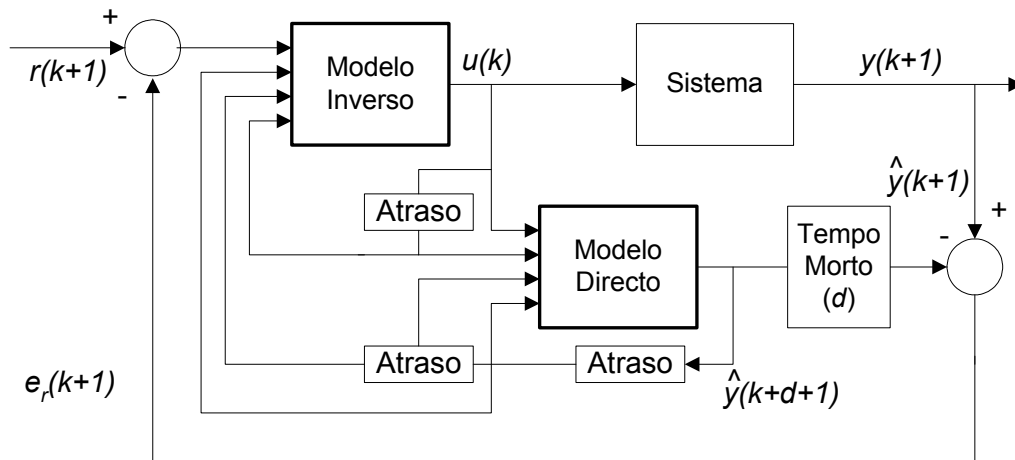 +
r(k+1)
-
Modelo
Inverso
u(k)
Sistema
y(k+1)
ŷ(k+1)
+
-
Atraso
Modelo
Directo
Tempo
Morto
(d)
Atraso
Atraso
ŷ(k+d+1)
e_r(k+1)